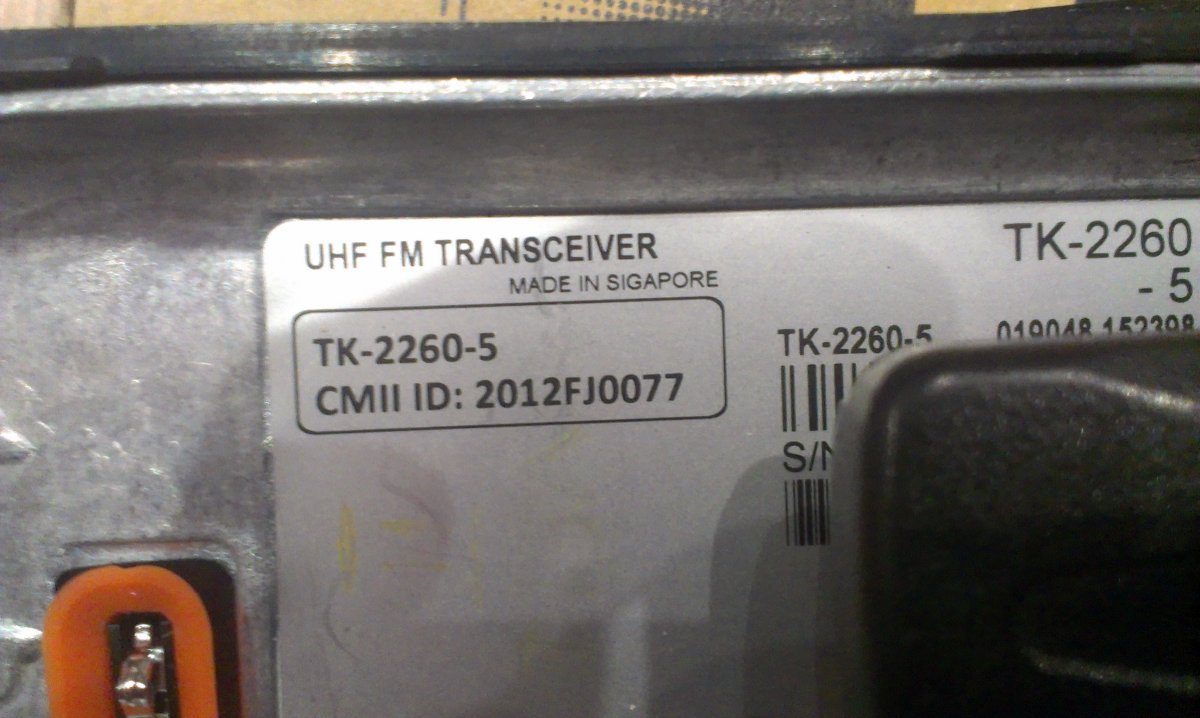 UHF FM TRANSCEIVER
MADE IN SIGAPORE
TK-2260-5
CMII ID: 2012FJ0077
TK-2260
- 5
TK-2260-5
019048 152398